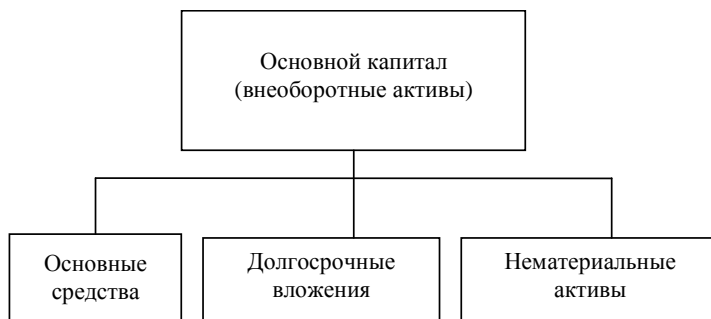 Основной капитал
(внеоборотные активы)
Основные
средства
Долгосрочные
вложения
Нематериальные
активы